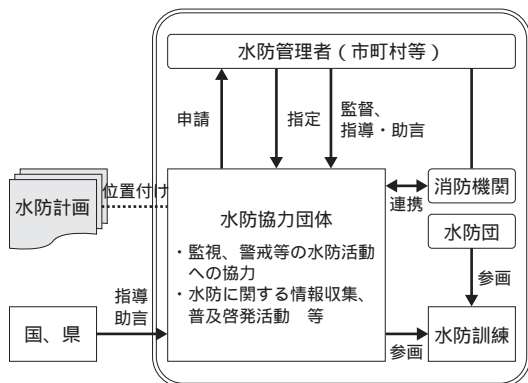 水防管理者（市町村等）
申請
指定
監督、
指導・助言
水防計画
位置付け
水防協力団体
・監視、警戒等の水防活動
への協力
・水防に関する情報収集、
普及啓発活動　等
連携
消防機関
水防団
参画
指導
助言
国、県
参画
水防訓練